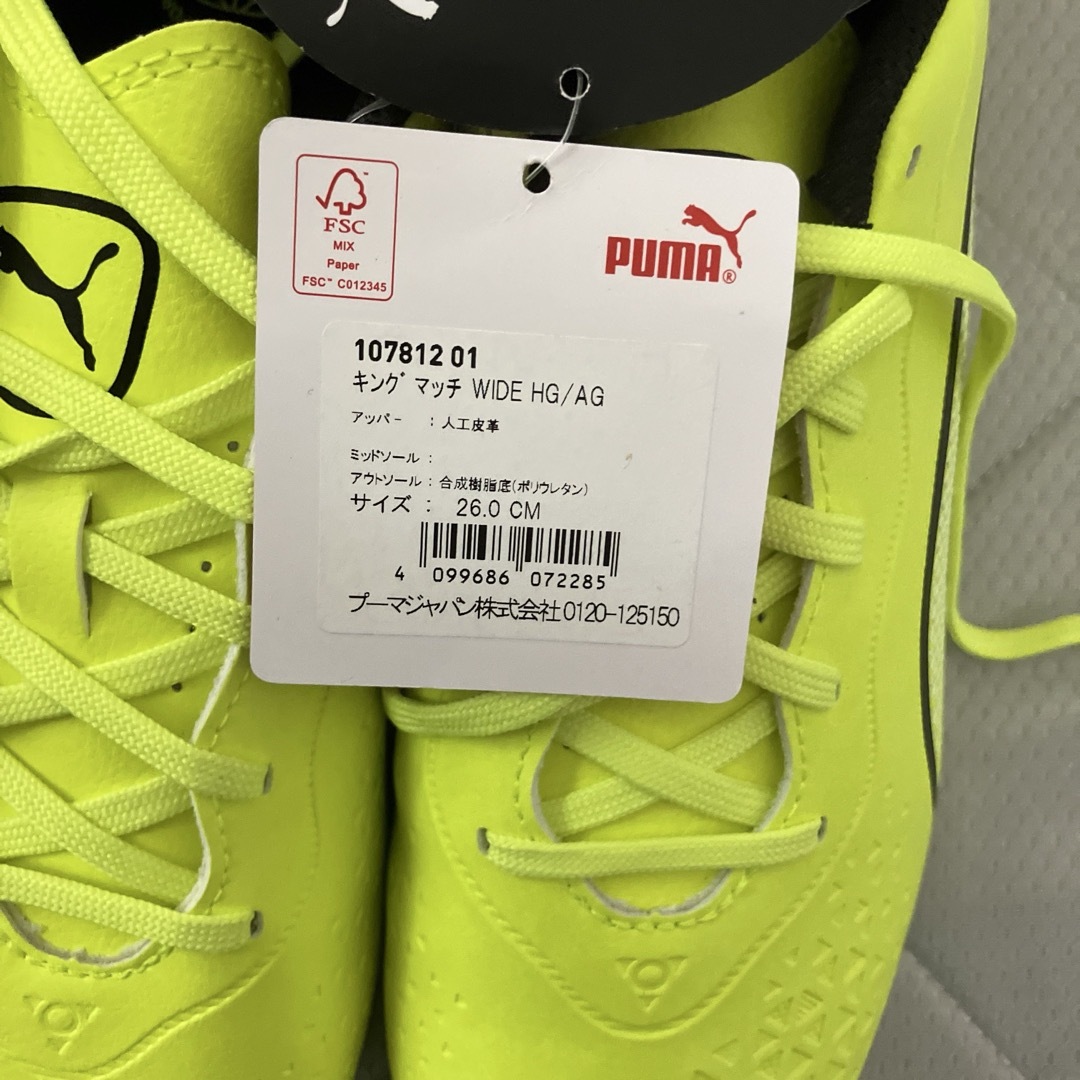 FSC
MIX
Paper
FSC™ C012345
PUMA®
107812 01
キング マッチ WIDE HG/AG
アッパー : 人工皮革
ミッドソール :
アウトソール : 合成樹脂底(ポリウレタン)
サイズ : 26.0 CM
4 099686 072285
プーマジャパン株式会社 0120-125150